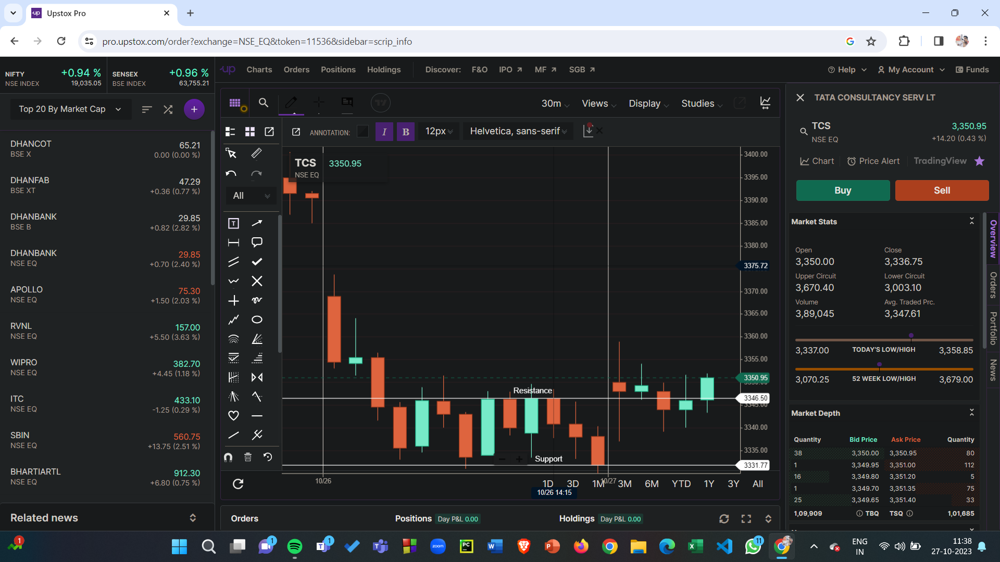 Upstox Pro
pro.upstox.com/order?exchange=NSE_EQ&token=11536&sidebar=scrip_info
NIFTY +0.94 %
NSE INDEX 19,035.05
SENSEX +0.96 %
BSE INDEX 63,755.21
up Charts Orders Positions Holdings Discover: F&O IPO MF SGB Help My Account Funds
Top 20 By Market Cap
DHANCOT 65.21
BSE X 0.00 (0.00 %)
DHANFAB 47.29
BSE XT +0.36 (0.77 %)
DHANBANK 29.85
BSE B +0.82 (2.82 %)
DHANBANK 29.85
NSE EQ +0.70 (2.40 %)
APOLLO 75.30
NSE EQ +1.50 (2.03 %)
RVNL 157.00
NSE EQ +5.50 (3.63 %)
WIPRO 382.70
NSE EQ +4.45 (1.18 %)
ITC 433.10
NSE EQ -1.25 (0.29 %)
SBIN 560.75
NSE EQ +13.75 (2.51 %)
BHARTIARTL 912.30
NSE EQ +6.80 (0.75 %)
Related news
30m Views Display Studies
ANNOTATION: I B 12px Helvetica, sans-serif
All
T
TCS 3350.95
NSE EQ
Resistance
Support
3400.00
3395.00
3390.00
3385.00
3380.00
3375.72
3370.00
3365.00
3360.00
3355.00
3350.95
3346.50
3345.00
3340.00
3335.00
3331.77
10/26 10/27
1D 3D 1M 3M 6M YTD 1Y 3Y All
10/26 14:15
Orders Positions Day P&L 0.00 Holdings Day P&L 0.00
TATA CONSULTANCY SERV LT
TCS 3,350.95
NSE EQ +14.20 (0.43 %)
Chart Price Alert TradingView
Buy Sell
Market Stats
Open Close
3,350.00 3,336.75
Upper Circuit Lower Circuit
3,670.40 3,003.10
Volume Avg. Traded Prc.
3,89,045 3,347.61
3,337.00 TODAY'S LOW/HIGH 3,358.85
3,070.25 52 WEEK LOW/HIGH 3,679.00
Market Depth
Quantity Bid Price Ask Price Quantity
38 3,350.00 3,350.95 80
1 3,349.95 3,351.00 112
16 3,349.80 3,351.20 5
1 3,349.70 3,351.35 75
25 3,349.65 3,351.40 33
1,09,909 TBQ TSQ 1,01,685
Overview
Orders
Portfolio
News
1
1
1
zoom
PC
11
ENG
IN
11:38
27-10-2023